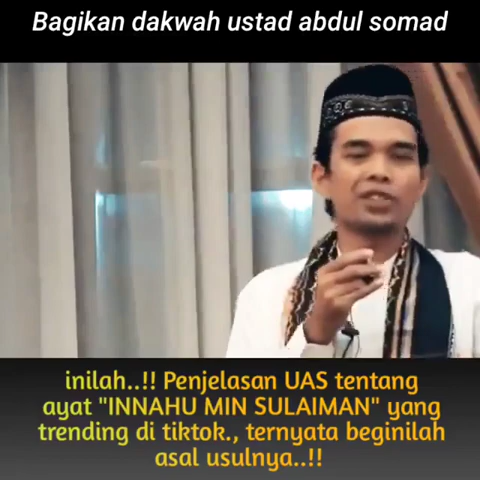 Bagikan dakwah ustad abdul somad
inilah..!! Penjelasan UAS tentang
ayat "INNAHU MIN SULAIMAN" yang
trending di tiktok., ternyata beginilah
asal usulnya..!!